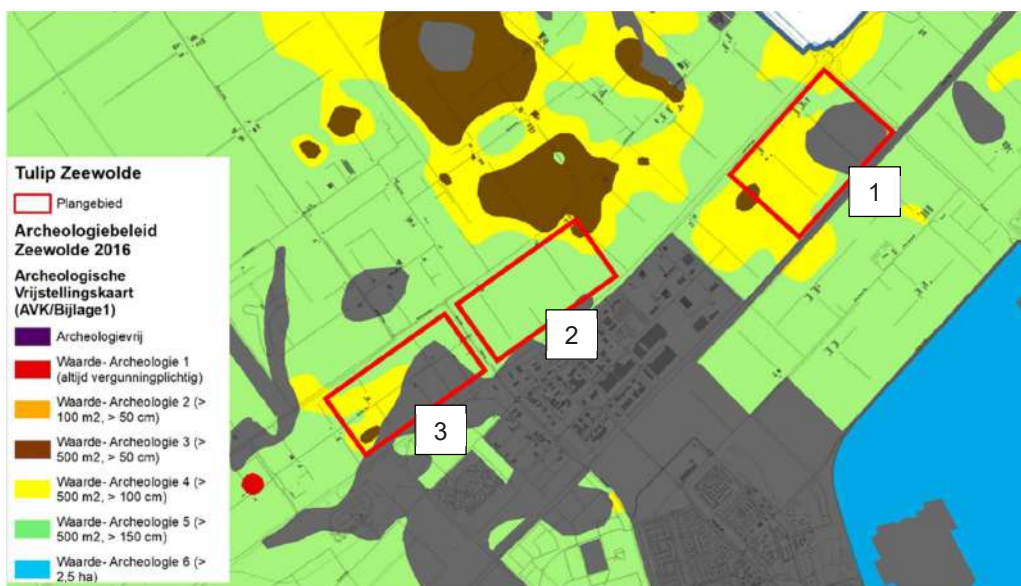 Tulip Zeewolde
Plangebied
Archeologiebeleid
Zeewolde 2016
Archeologische
Vrijstellingskaart
(AVK/Bijlage1)
Archeologievrij
Waarde- Archeologie 1
(altijd vergunningplichtig)
Waarde- Archeologie 2 (>
100 m2, > 50 cm)
Waarde- Archeologie 3 (>
500 m2, > 50 cm)
Waarde- Archeologie 4 (>
500 m2, > 100 cm)
Waarde- Archeologie 5 (>
500 m2, > 150 cm)
Waarde- Archeologie 6 (>
2,5 ha)
1
2
3